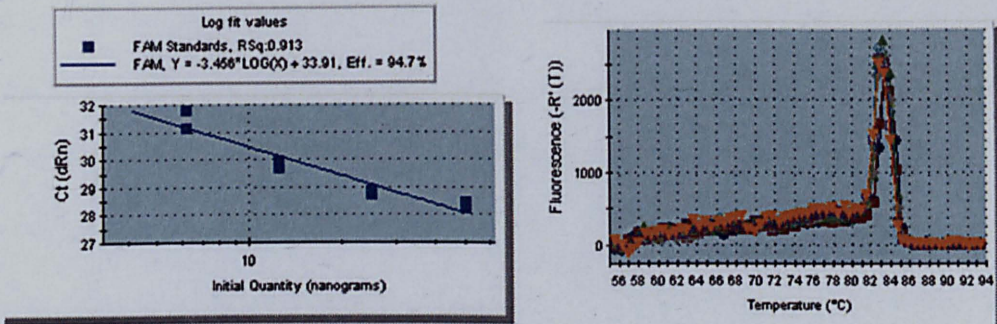 Log fit values
FAM Standards, RSq:0.913
FAM, Y = -3.456*LOG(X) + 33.91, Eff. = 94.7%
Ct (dRn)
32
31
30
29
28
27
10
Initial Quantity (nanograms)
Fluorescence (-R' (T))
2000
1000
0
56 58 60 62 64 66 68 70 72 74 76 78 80 82 84 86 88 90 92 94
Temperature (°C)